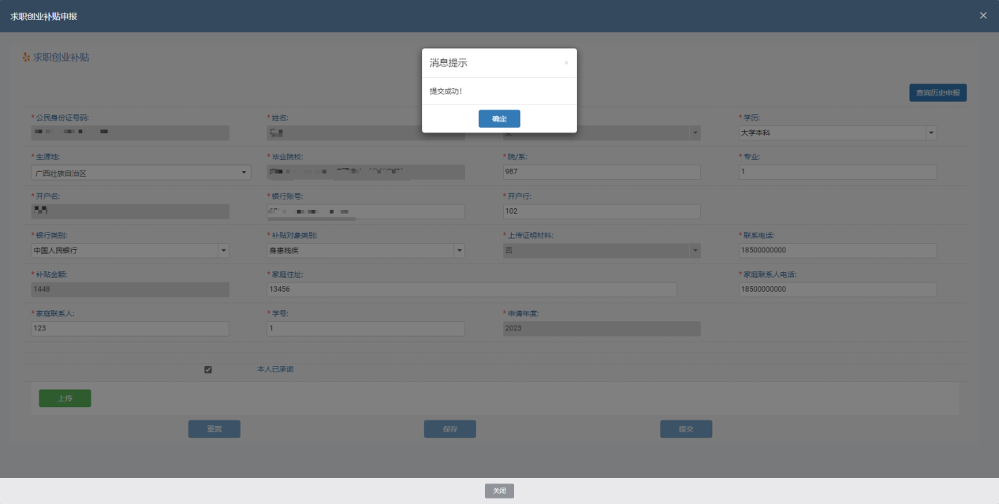 求职创业补贴申报
×
求职创业补贴
消息提示
×
提交成功!
确定
查询历史申报
*公民身份证号码:
*姓名:
*学历:
大学本科
*生源地:
*毕业院校:
*院/系:
*专业:
广西壮族自治区
987
1
*开户名:
*银行账号:
*开户行:
102
*银行类别:
*补贴对象类别:
*上传证明材料:
*联系电话:
中国人民银行
身患残疾
否
18500000000
*补贴金额:
*家庭住址:
*家庭联系人电话:
1448
13456
18500000000
*家庭联系人:
*学号:
*申请年度:
123
1
2023
本人已承诺
上传
重置
保存
提交
关闭